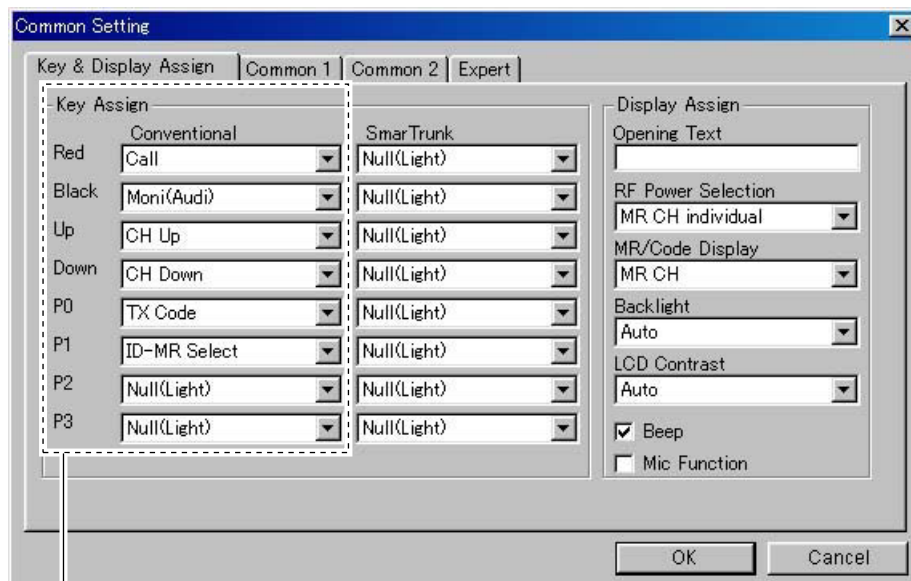 Common Setting
Key & Display Assign Common 1 Common 2 Expert
Key Assign
Conventional SmarTrunk
Red Call Null(Light)
Black Moni(Audi) Null(Light)
Up CH Up Null(Light)
Down CH Down Null(Light)
P0 TX Code Null(Light)
P1 ID-MR Select Null(Light)
P2 Null(Light) Null(Light)
P3 Null(Light) Null(Light)
Display Assign
Opening Text
RF Power Selection
MR CH individual
MR/Code Display
MR CH
Backlight
Auto
LCD Contrast
Auto
Beep
Mic Function
OK Cancel